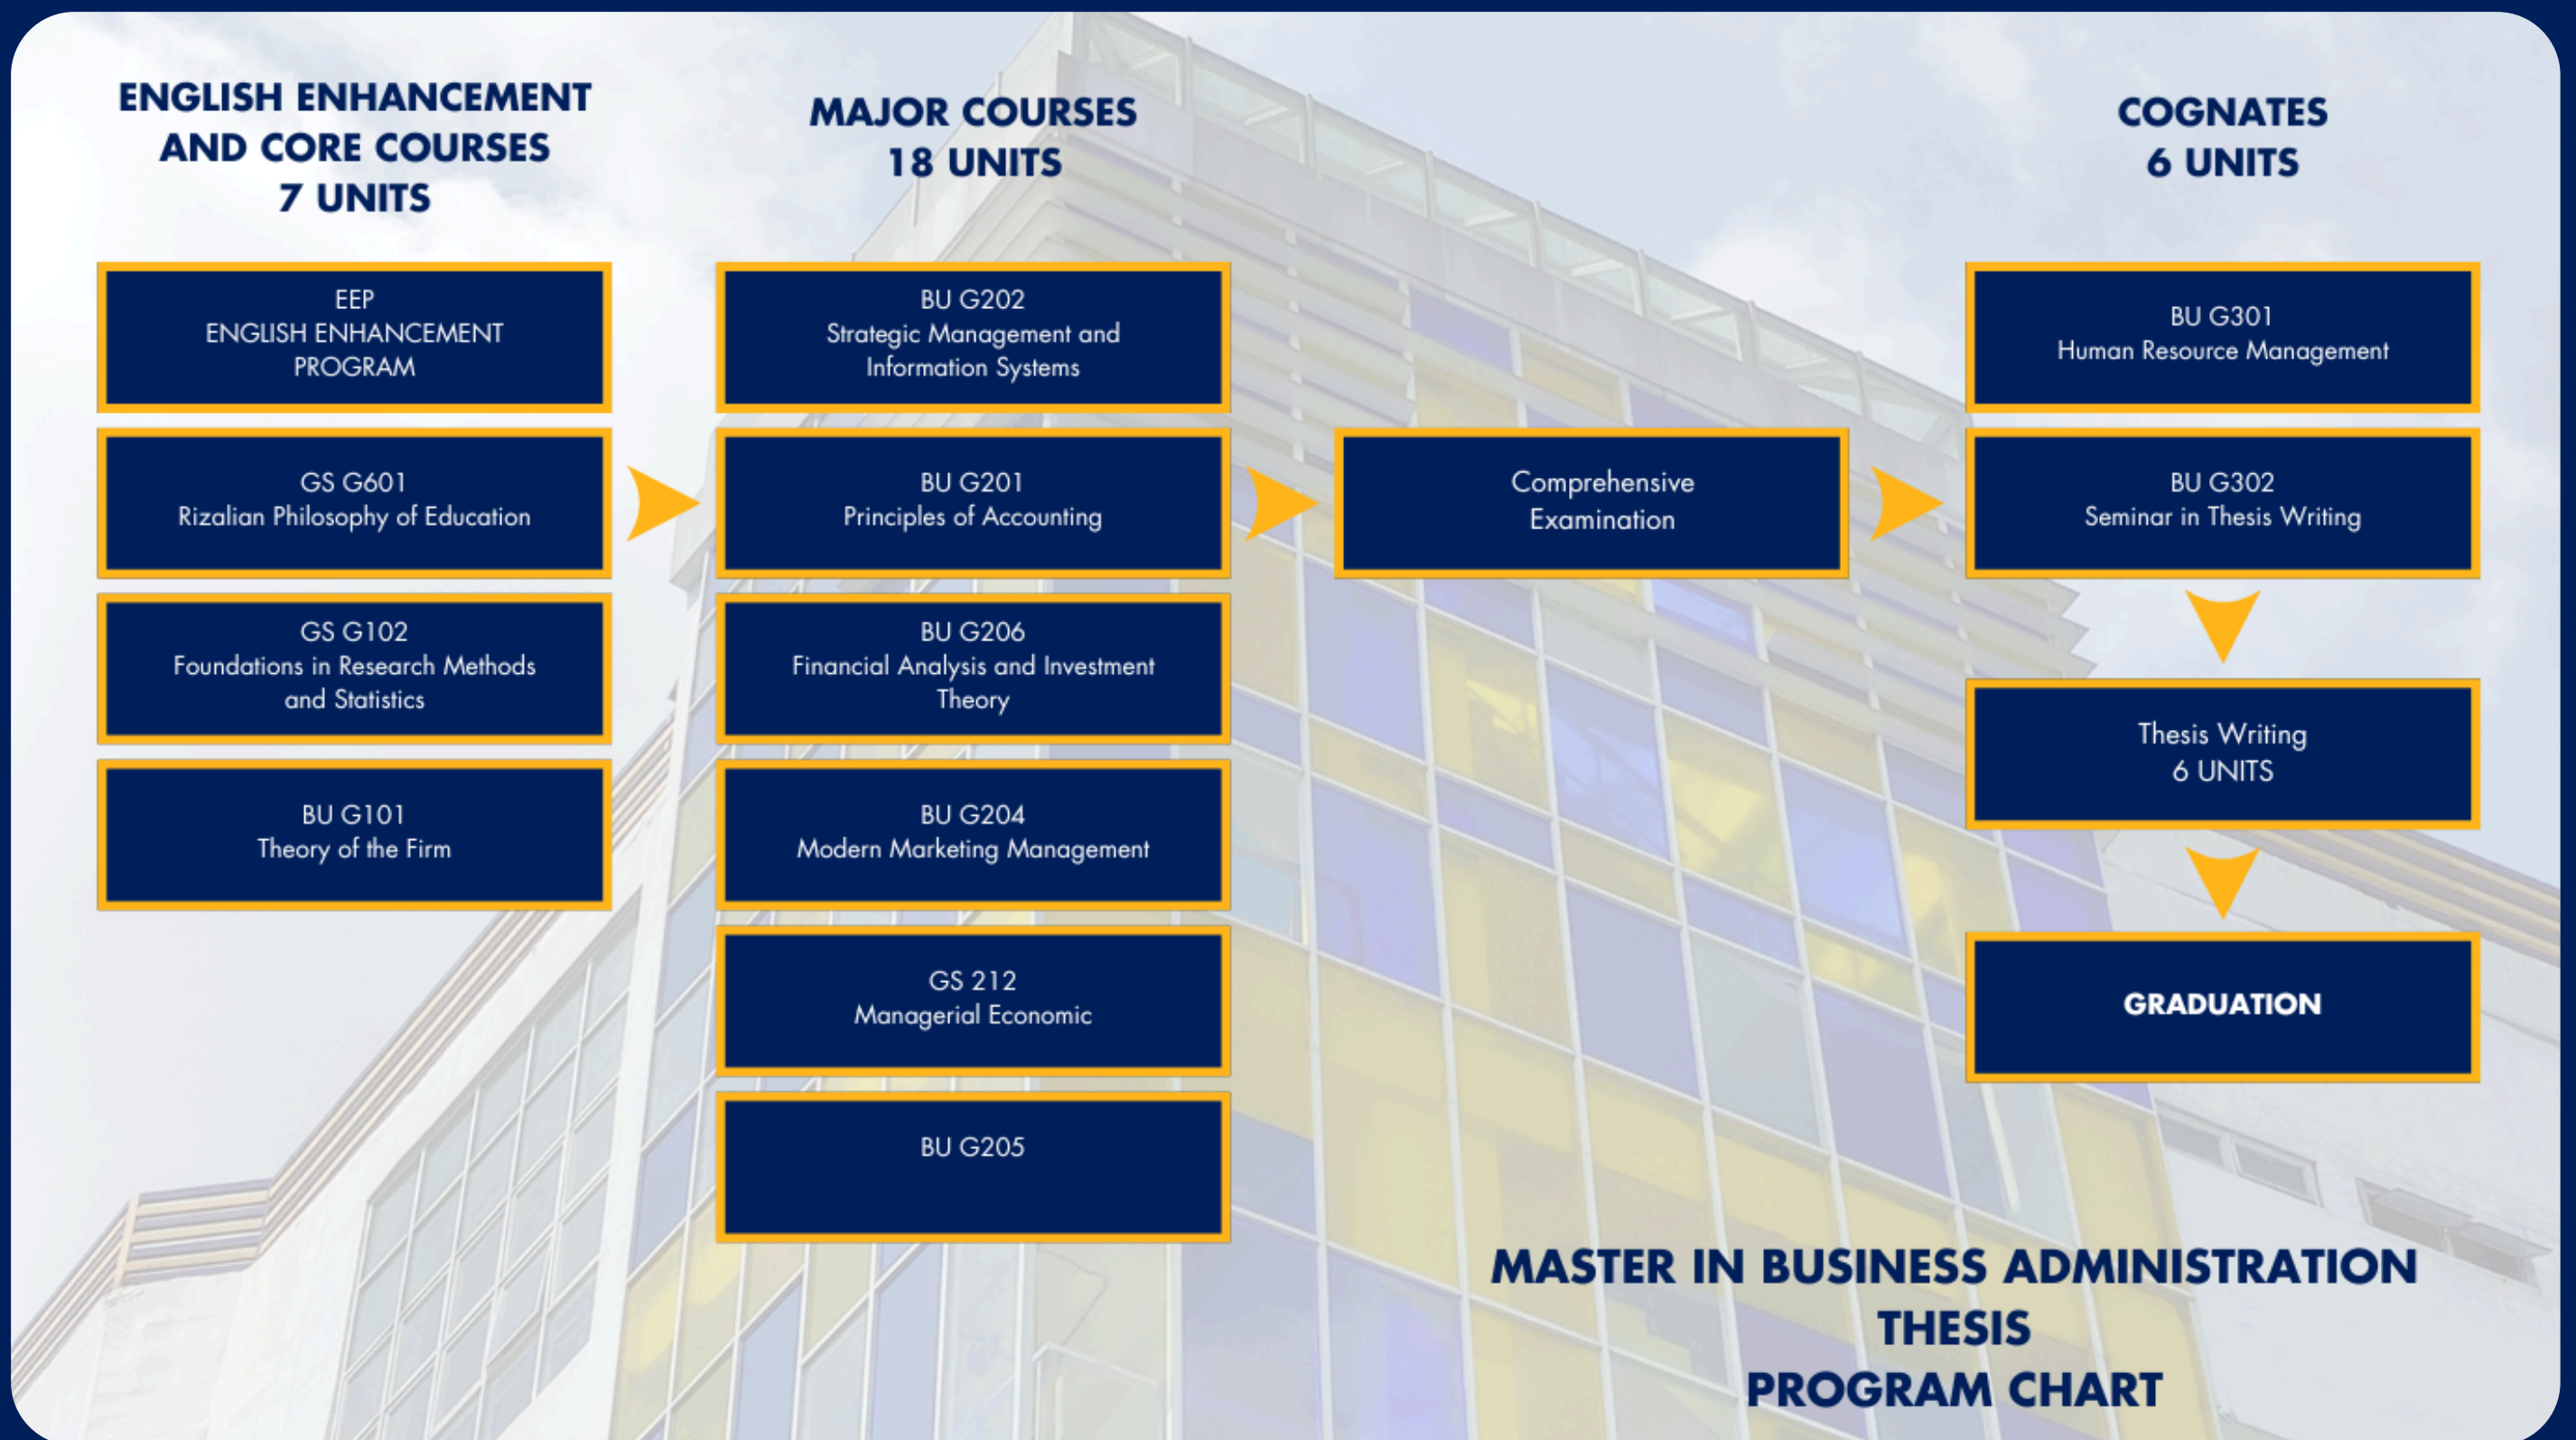 ENGLISH ENHANCEMENT
AND CORE COURSES
7 UNITS
EEP
ENGLISH ENHANCEMENT
PROGRAM
GS G601
Rizalian Philosophy of Education
GS G102
Foundations in Research Methods
and Statistics
BU G101
Theory of the Firm
MAJOR COURSES
18 UNITS
BU G202
Strategic Management and
Information Systems
BU G201
Principles of Accounting
BU G206
Financial Analysis and Investment
Theory
BU G204
Modern Marketing Management
GS 212
Managerial Economic
BU G205
Comprehensive
Examination
COGNATES
6 UNITS
BU G301
Human Resource Management
BU G302
Seminar in Thesis Writing
Thesis Writing
6 UNITS
GRADUATION
MASTER IN BUSINESS ADMINISTRATION
THESIS
PROGRAM CHART